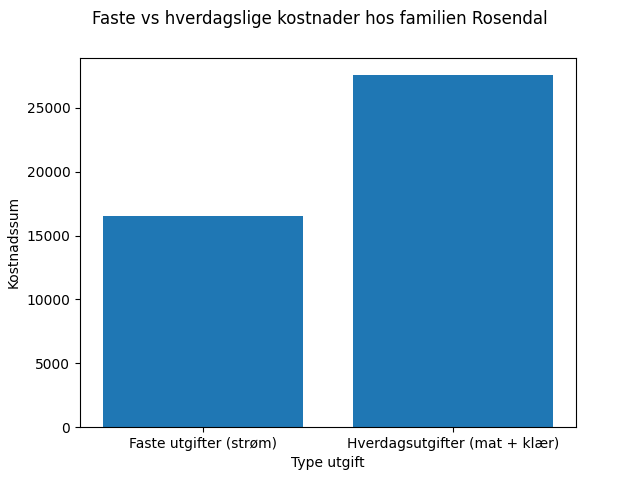 Faste vs hverdagslige kostnader hos familien Rosendal
Kostnadssum
25000
20000
15000
10000
5000
0
Faste utgifter (strøm)
Hverdagsutgifter (mat + klær)
Type utgift